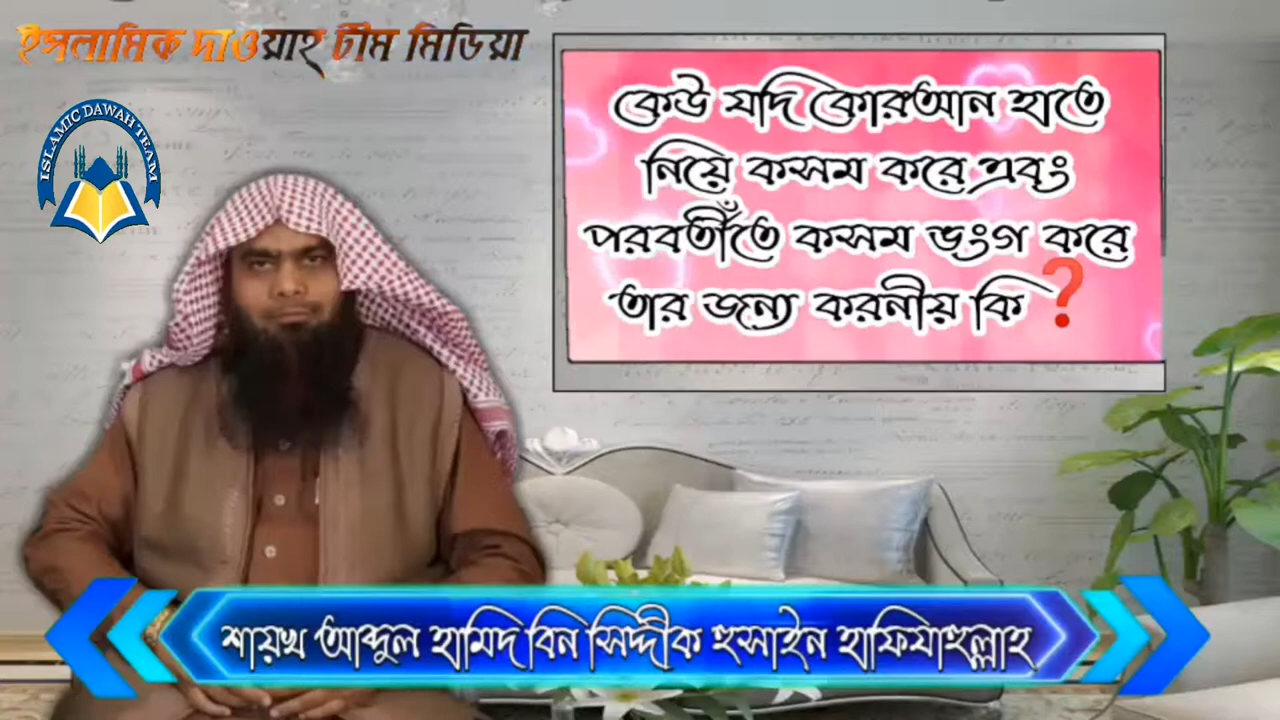 ইসলামিক দাওয়াহ টীম মিডিয়া
ISLAMIC DAWAH TEAM
কেউ যদি কোরআন হাতে
নিয়ে কসম করে এবং
পরবর্তীঁতে কসম ভংগ করে
তার জন্য করনীয় কি ❓
শায়খ আব্দুল হামিদ বিন সিদ্দীক হুসাইন হাফিযাহুল্লাহ